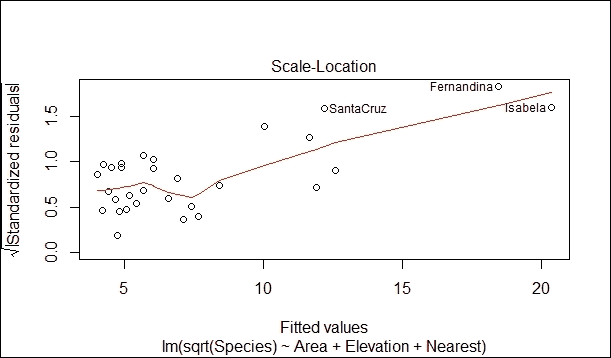 Scale-Location
√|Standardized residuals|
1.5
1.0
0.5
0.0
Fernandina
SantaCruz
Isabela
5 10 15 20
Fitted values
lm(sqrt(Species) ~ Area + Elevation + Nearest)